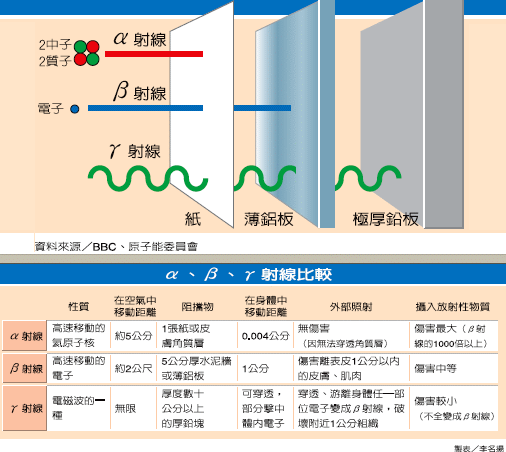 2中子
2質子
α 射線
β 射線
電子
γ 射線
紙
薄鋁板
極厚鉛板
資料來源／BBC、原子能委員會
α、β、γ 射線比較
性質
在空氣中
移動距離
阻擋物
在身體中
移動距離
外部照射
攝入放射性物質
α 射線
高速移動的
氦原子核
約5公分
1張紙或皮
膚角質層
0.004公分
無傷害
（因無法穿透角質層）
傷害最大（β射
線的1000倍以上）
β 射線
高速移動的
電子
約2公尺
5公分厚水泥牆
或薄鋁板
1公分
傷害離表皮1公分以內
的皮膚、肌肉
傷害中等
γ 射線
電磁波的一
種
無限
厚度數十
公分以上
的厚鉛塊
可穿透，
部分擊中
體內電子
穿透、游離身體任一部
位電子變成β射線，破
壞附近1公分組織
傷害較小
（不全變成β射線）
製表／李名揚